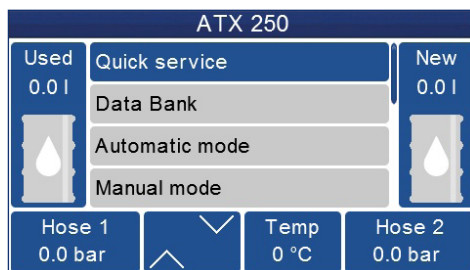 ATX 250
Used
0.0 l
Quick service
Data Bank
Automatic mode
Manual mode
New
0.0 l
Hose 1
0.0 bar
Temp
0 °C
Hose 2
0.0 bar